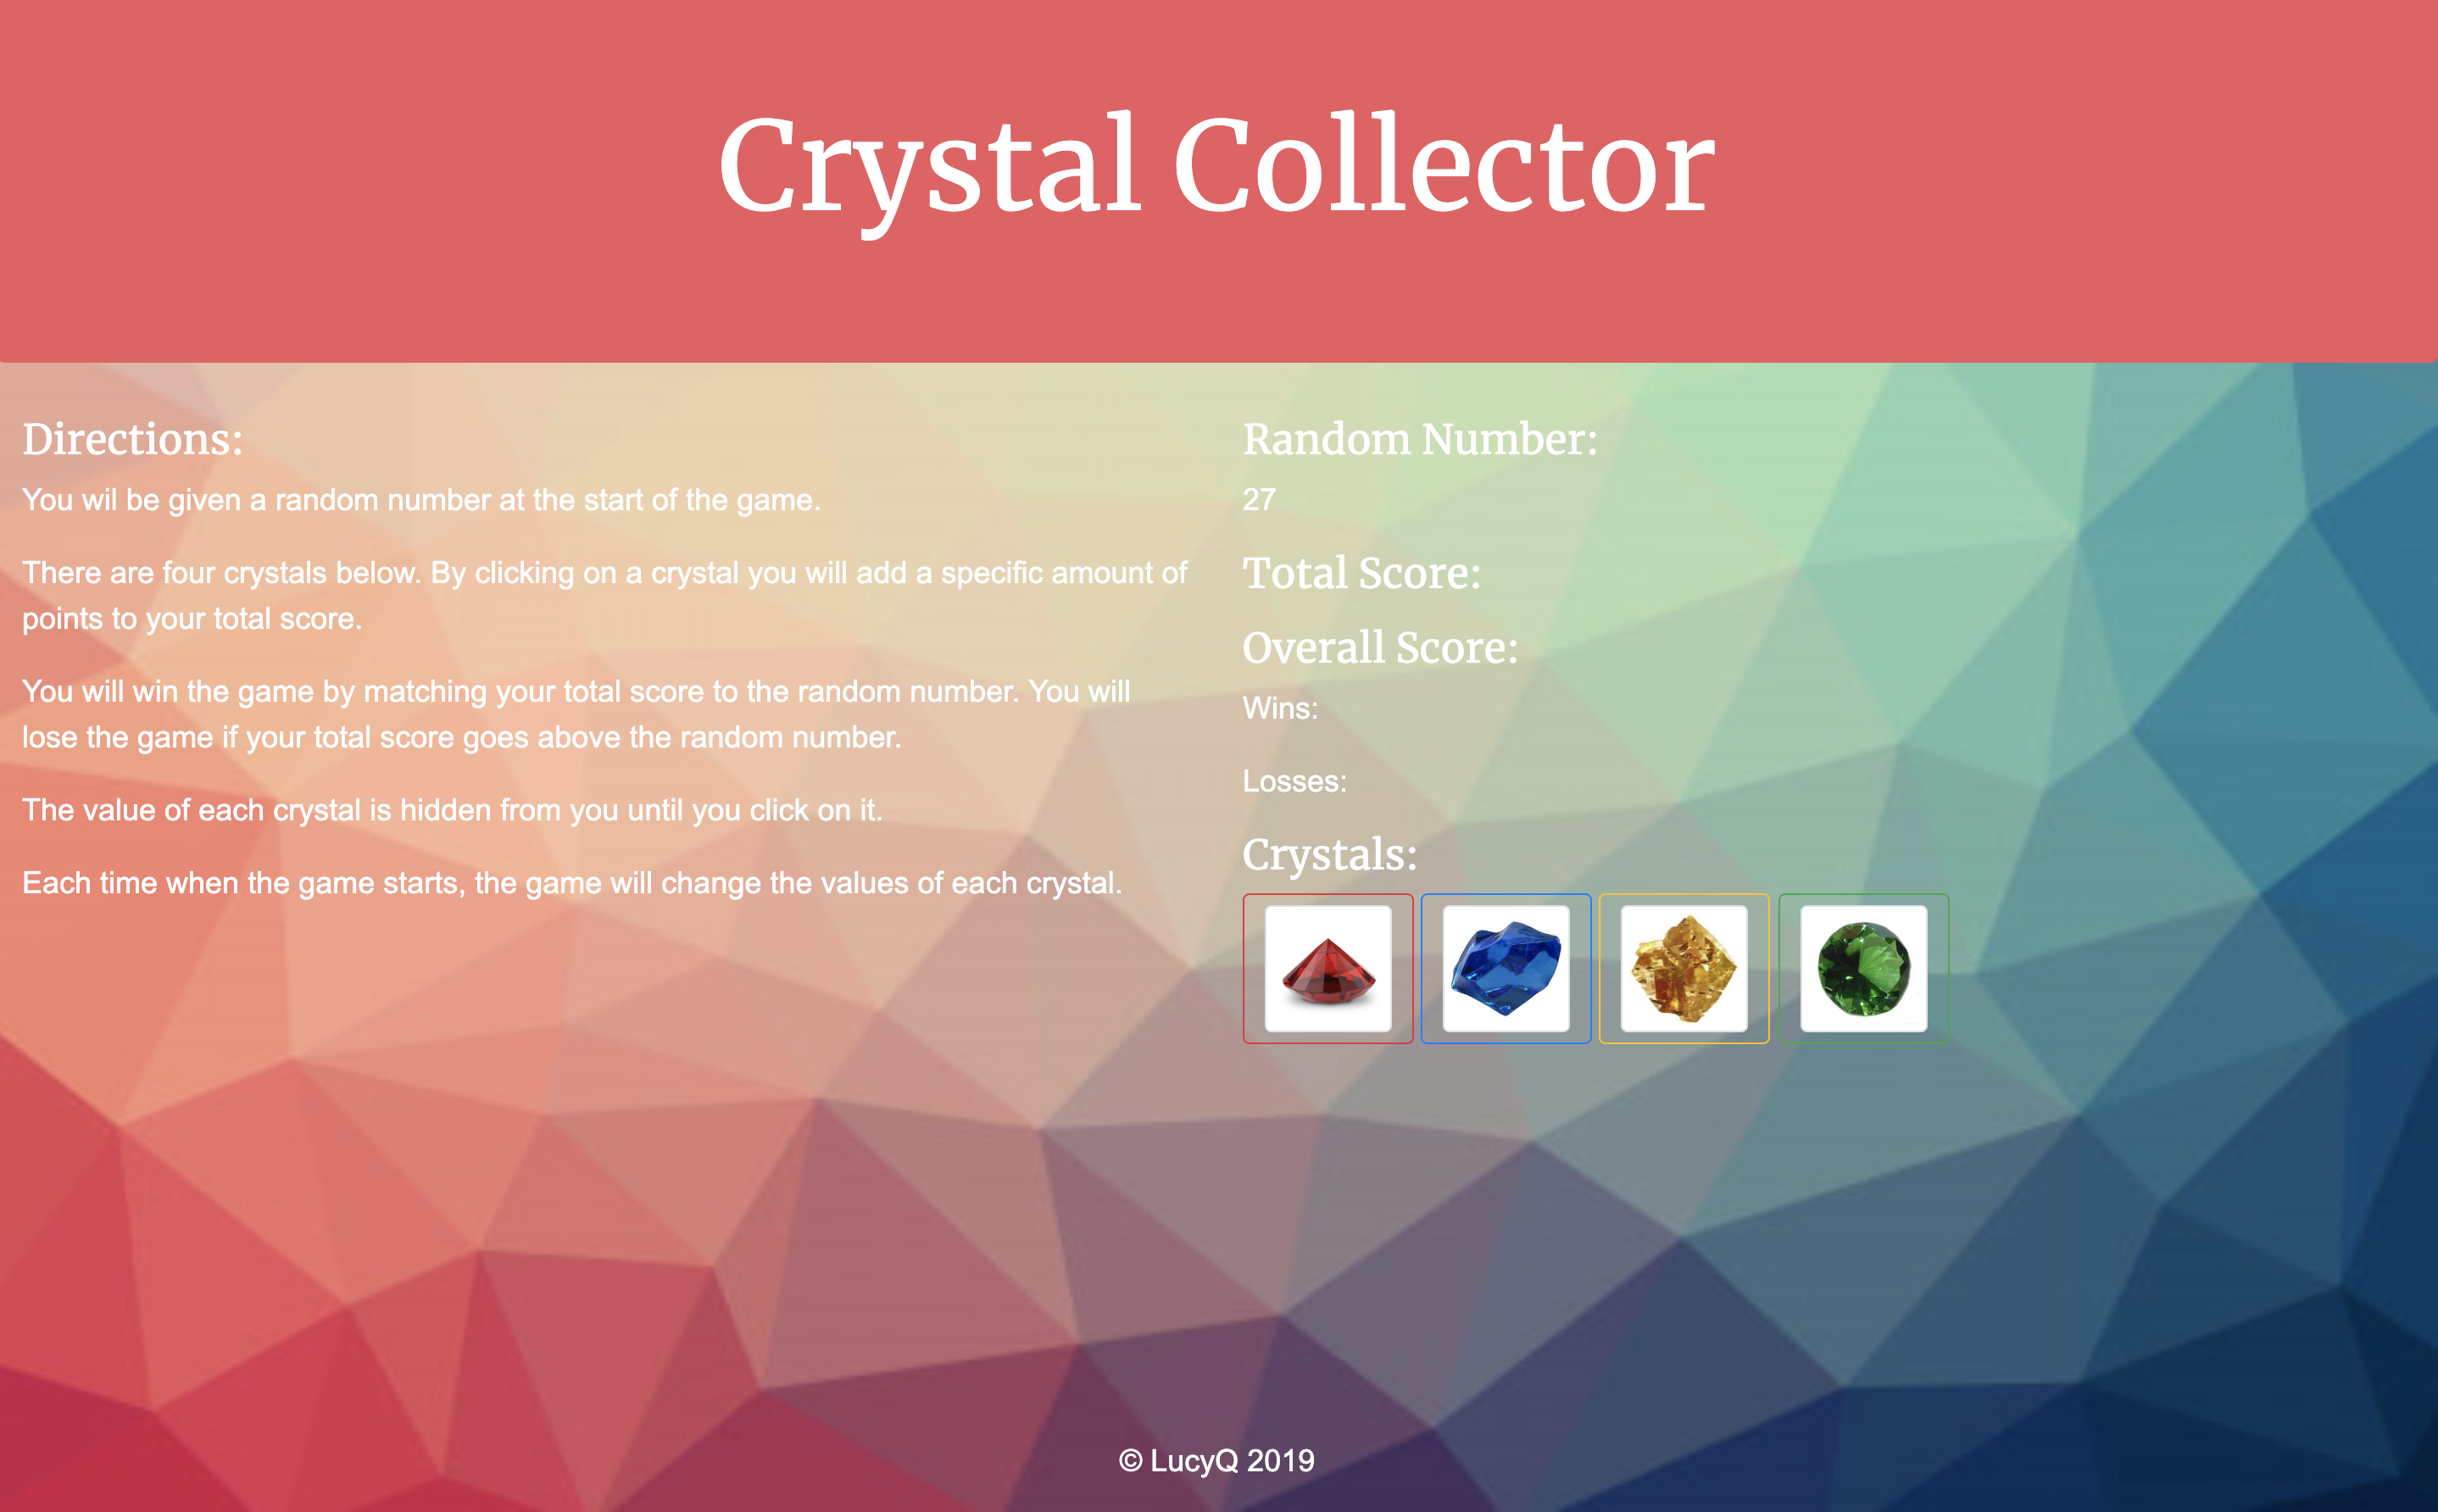 Crystal Collector
Directions:
You wil be given a random number at the start of the game.
There are four crystals below. By clicking on a crystal you will add a specific amount of
points to your total score.
You will win the game by matching your total score to the random number. You will
lose the game if your total score goes above the random number.
The value of each crystal is hidden from you until you click on it.
Each time when the game starts, the game will change the values of each crystal.
Random Number:
27
Total Score:
Overall Score:
Wins:
Losses:
Crystals:
© LucyQ 2019